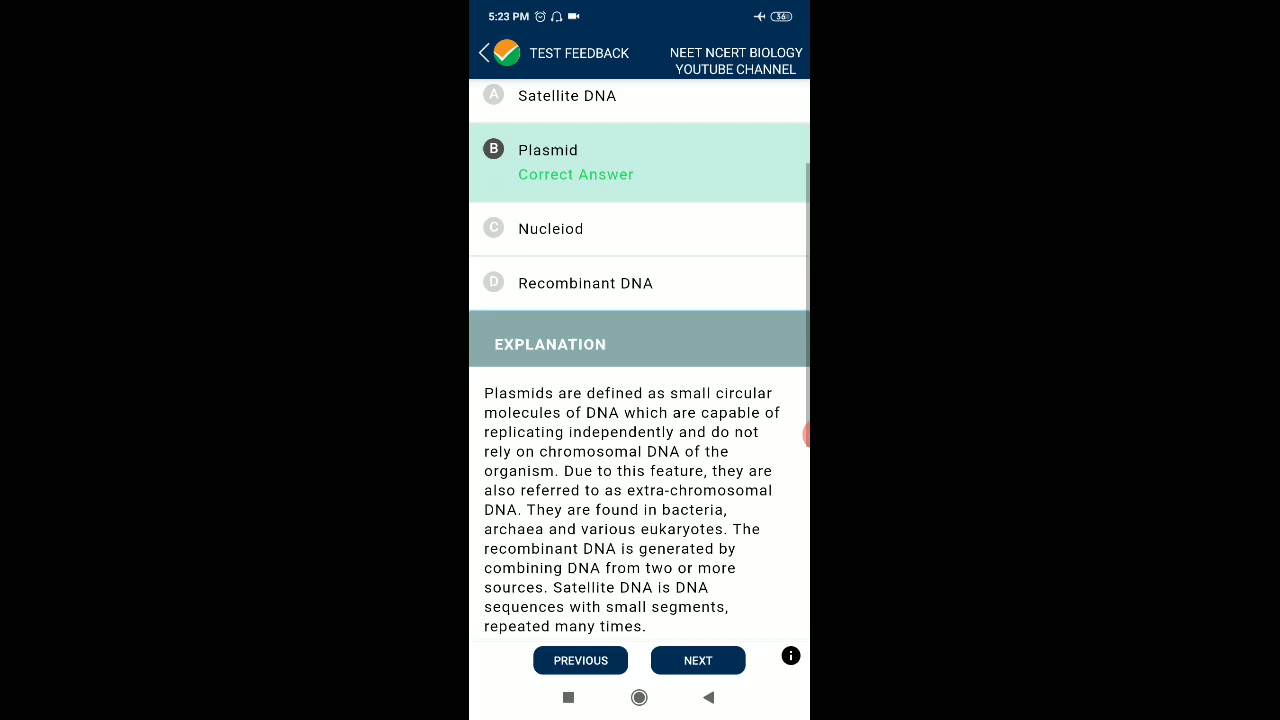 5:23 PM 36
TEST FEEDBACK
NEET NCERT BIOLOGY
YOUTUBE CHANNEL
A Satellite DNA
B Plasmid
Correct Answer
C Nucleiod
D Recombinant DNA
EXPLANATION
Plasmids are defined as small circular
molecules of DNA which are capable of
replicating independently and do not
rely on chromosomal DNA of the
organism. Due to this feature, they are
also referred to as extra-chromosomal
DNA. They are found in bacteria,
archaea and various eukaryotes. The
recombinant DNA is generated by
combining DNA from two or more
sources. Satellite DNA is DNA
sequences with small segments,
repeated many times.
PREVIOUS NEXT